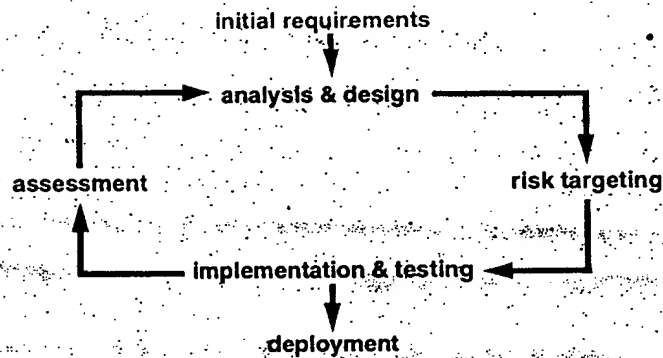 initial requirements
analysis & design
assessment
risk targeting
implementation & testing
deployment